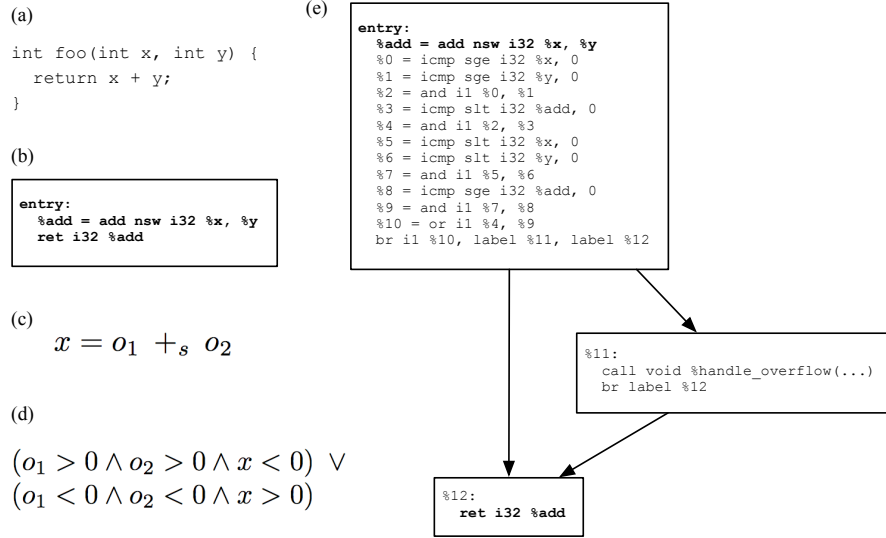 (a)
int foo(int x, int y) {
  return x + y;
}
(b)
entry:
  %add = add nsw i32 %x, %y
  ret i32 %add
(c)
x = o₁ +ₛ o₂
(d)
(o₁ > 0 ∧ o₂ > 0 ∧ x < 0) ∨
(o₁ < 0 ∧ o₂ < 0 ∧ x > 0)
(e)
entry:
  %add = add nsw i32 %x, %y
  %0 = icmp sge i32 %x, 0
  %1 = icmp sge i32 %y, 0
  %2 = and i1 %0, %1
  %3 = icmp slt i32 %add, 0
  %4 = and i1 %2, %3
  %5 = icmp slt i32 %x, 0
  %6 = icmp slt i32 %y, 0
  %7 = and i1 %5, %6
  %8 = icmp sge i32 %add, 0
  %9 = and i1 %7, %8
  %10 = or i1 %4, %9
  br i1 %10, label %11, label %12
%11:
  call void %handle_overflow(...)
  br label %12
%12:
  ret i32 %add